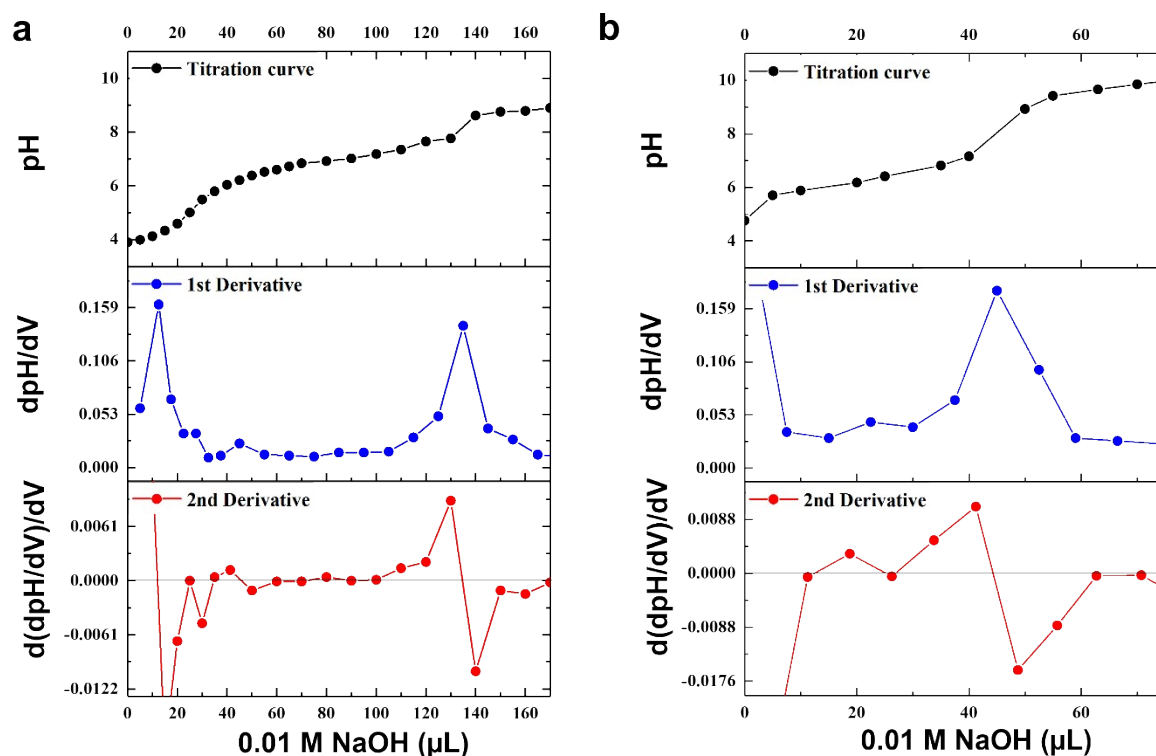 a
0 20 40 60 80 100 120 140 160
Titration curve
pH
10
8
6
4
1st Derivative
dpH/dV
0.159
0.106
0.053
0.000
2nd Derivative
d(dpH/dV)/dV
0.0061
0.0000
-0.0061
-0.0122
0 20 40 60 80 100 120 140 160
0.01 M NaOH (µL)
b
0 20 40 60
Titration curve
pH
10
8
6
4
1st Derivative
dpH/dV
0.159
0.106
0.053
0.000
2nd Derivative
d(dpH/dV)/dV
0.0088
0.0000
-0.0088
-0.0176
0 20 40 60
0.01 M NaOH (µL)